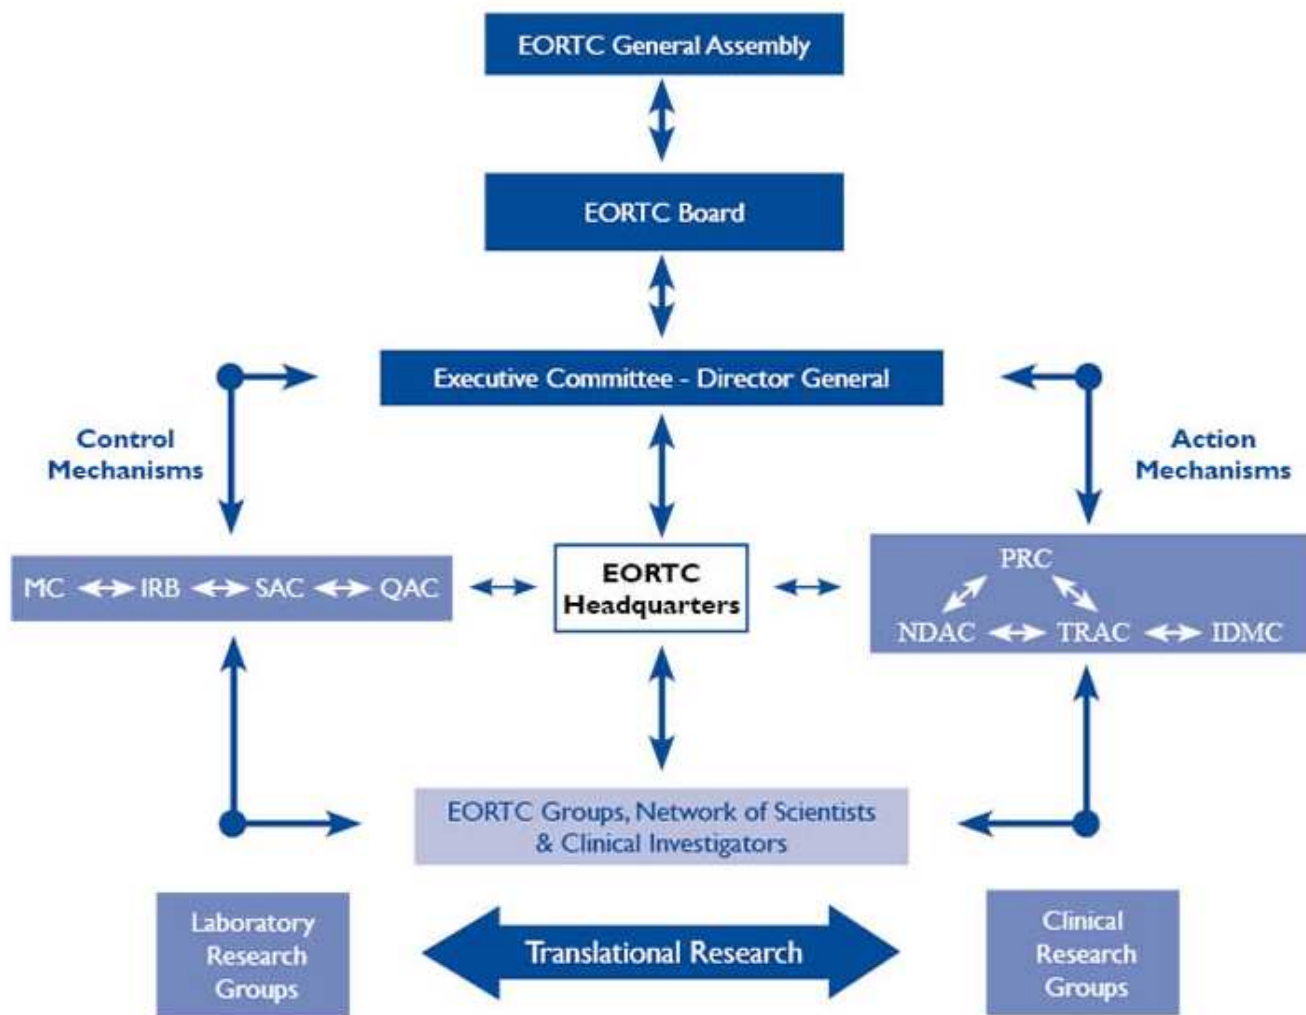 EORTC General Assembly
EORTC Board
Executive Committee - Director General
Control
Mechanisms
Action
Mechanisms
MC IRB SAC QAC
EORTC
Headquarters
PRC
NDAC TRAC IDMC
EORTC Groups, Network of Scientists
& Clinical Investigators
Laboratory
Research
Groups
Translational Research
Clinical
Research
Groups